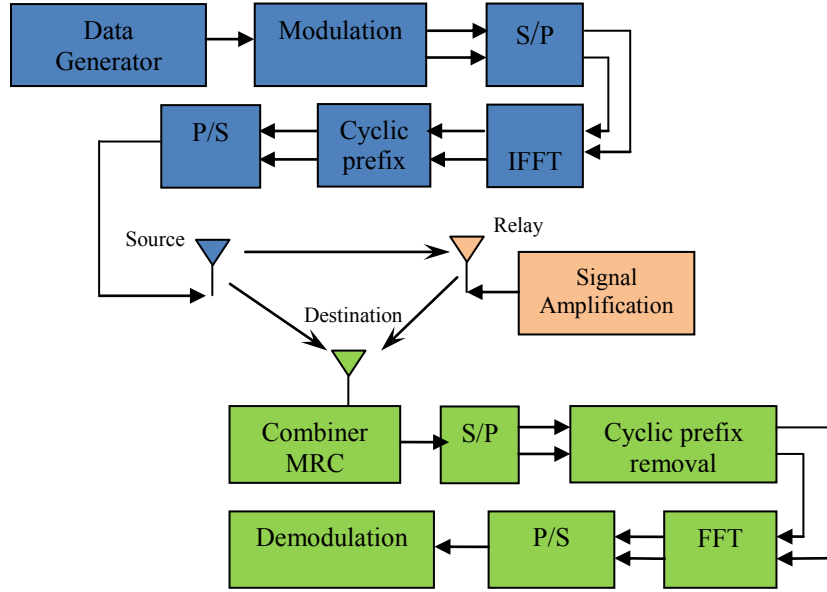 Data
Generator
Modulation
S/P
P/S
Cyclic
prefix
IFFT
Source
Relay
Signal
Amplification
Destination
Combiner
MRC
S/P
Cyclic prefix
removal
Demodulation
P/S
FFT